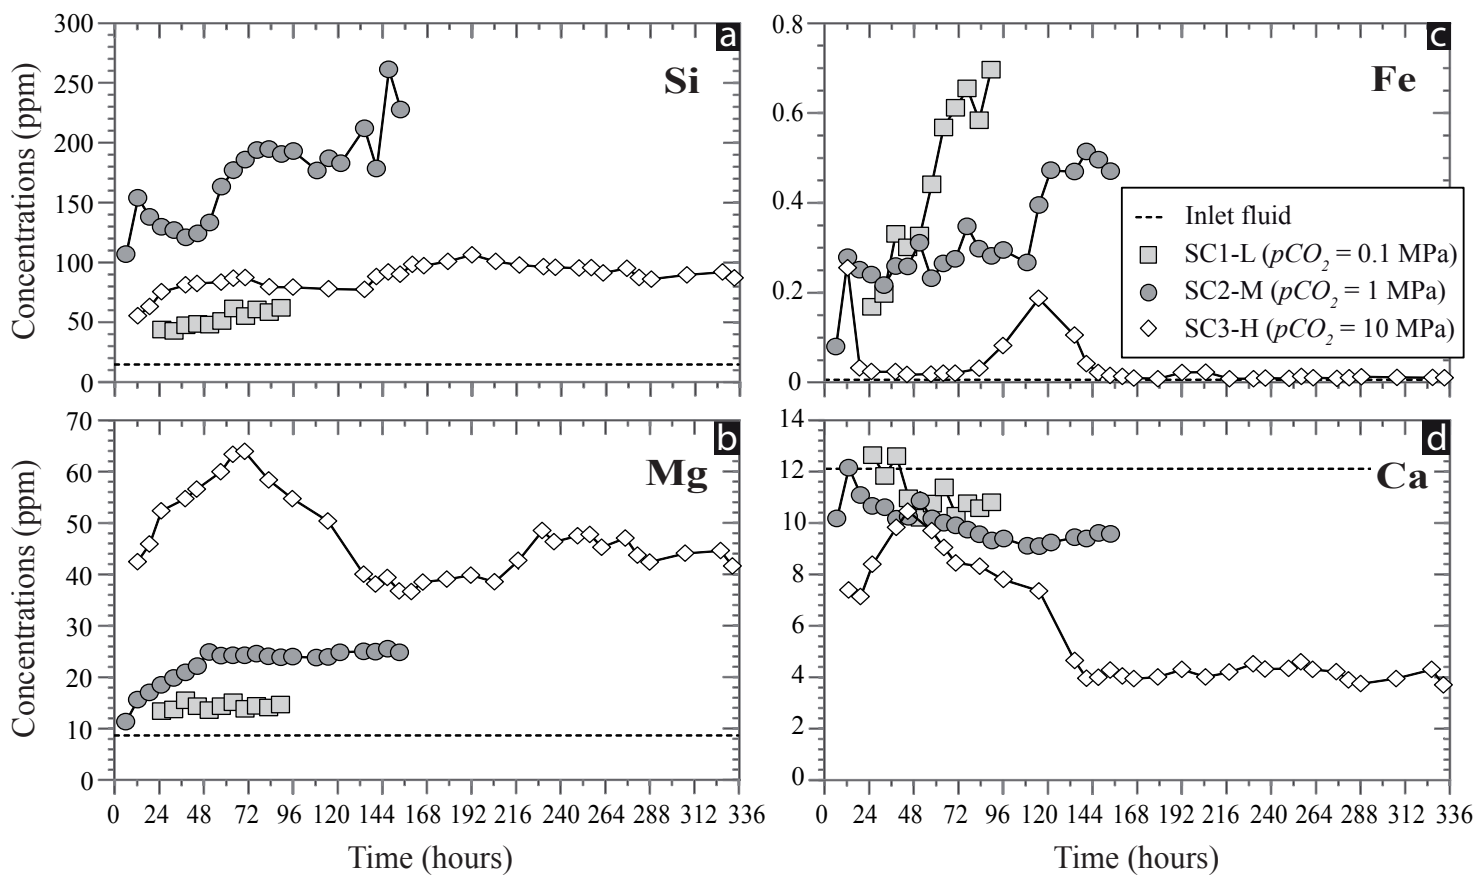 a
Si
Concentrations (ppm)
300
250
200
150
100
50
0
c
Fe
0.8
0.6
0.4
0.2
0
Inlet fluid
SC1-L (pCO2 = 0.1 MPa)
SC2-M (pCO2 = 1 MPa)
SC3-H (pCO2 = 10 MPa)
b
Mg
Concentrations (ppm)
70
60
50
40
30
20
10
0
0 24 48 72 96 120 144 168 192 216 240 264 288 312 336
Time (hours)
d
Ca
14
12
10
8
6
4
2
0
0 24 48 72 96 120 144 168 192 216 240 264 288 312 336
Time (hours)